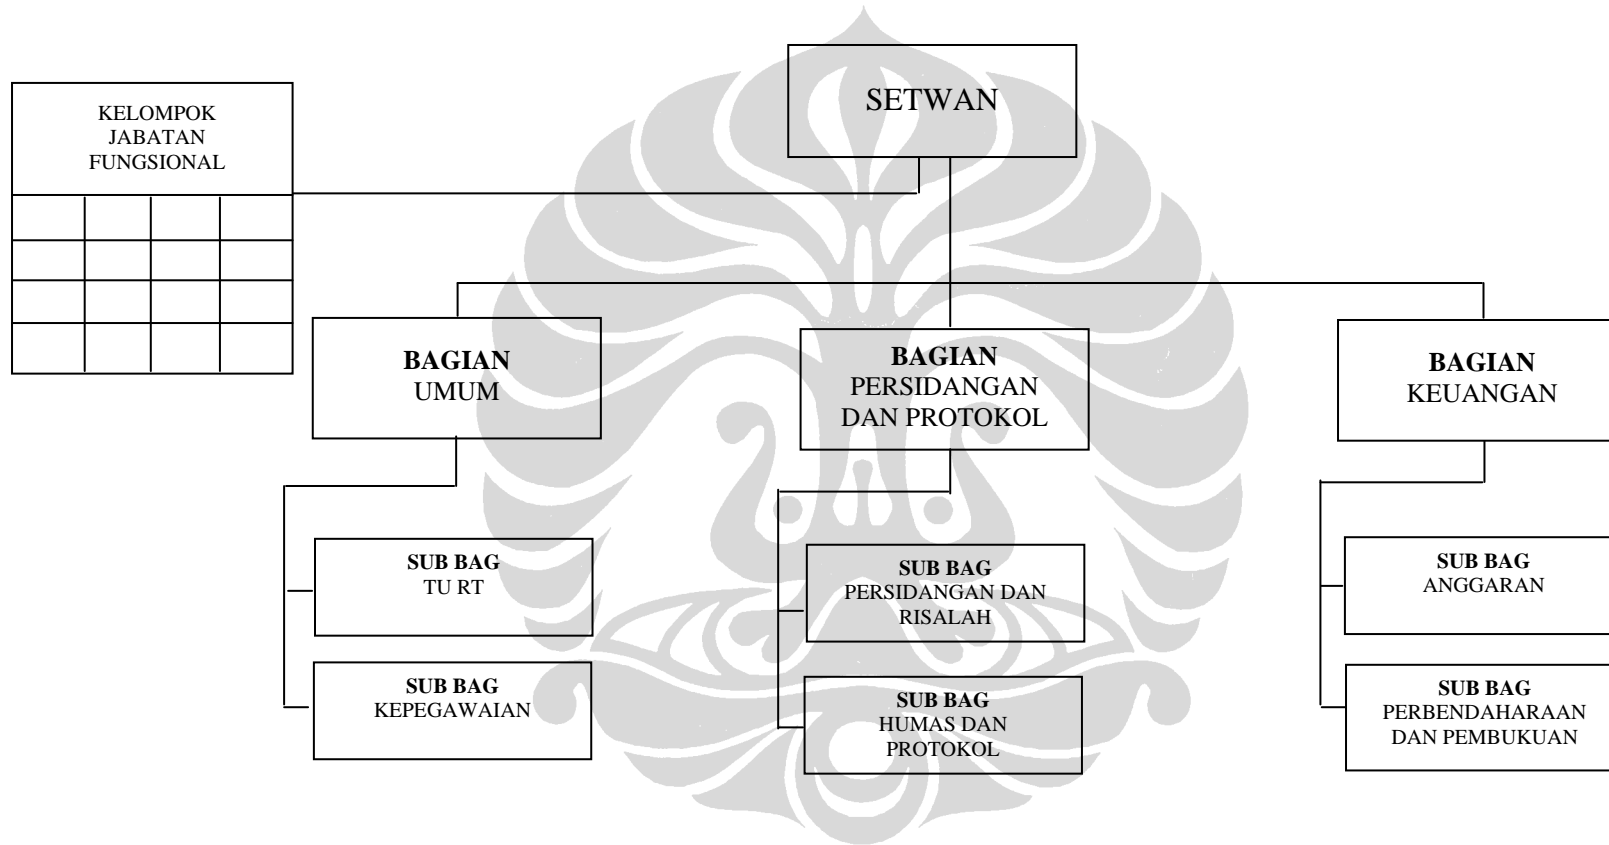 SETWAN
KELOMPOK
JABATAN
FUNGSIONAL
BAGIAN
UMUM
BAGIAN
PERSIDANGAN
DAN PROTOKOL
BAGIAN
KEUANGAN
SUB BAG
TU RT
SUB BAG
KEPEGAWAIAN
SUB BAG
PERSIDANGAN DAN
RISALAH
SUB BAG
HUMAS DAN
PROTOKOL
SUB BAG
ANGGARAN
SUB BAG
PERBENDAHARAAN
DAN PEMBUKUAN